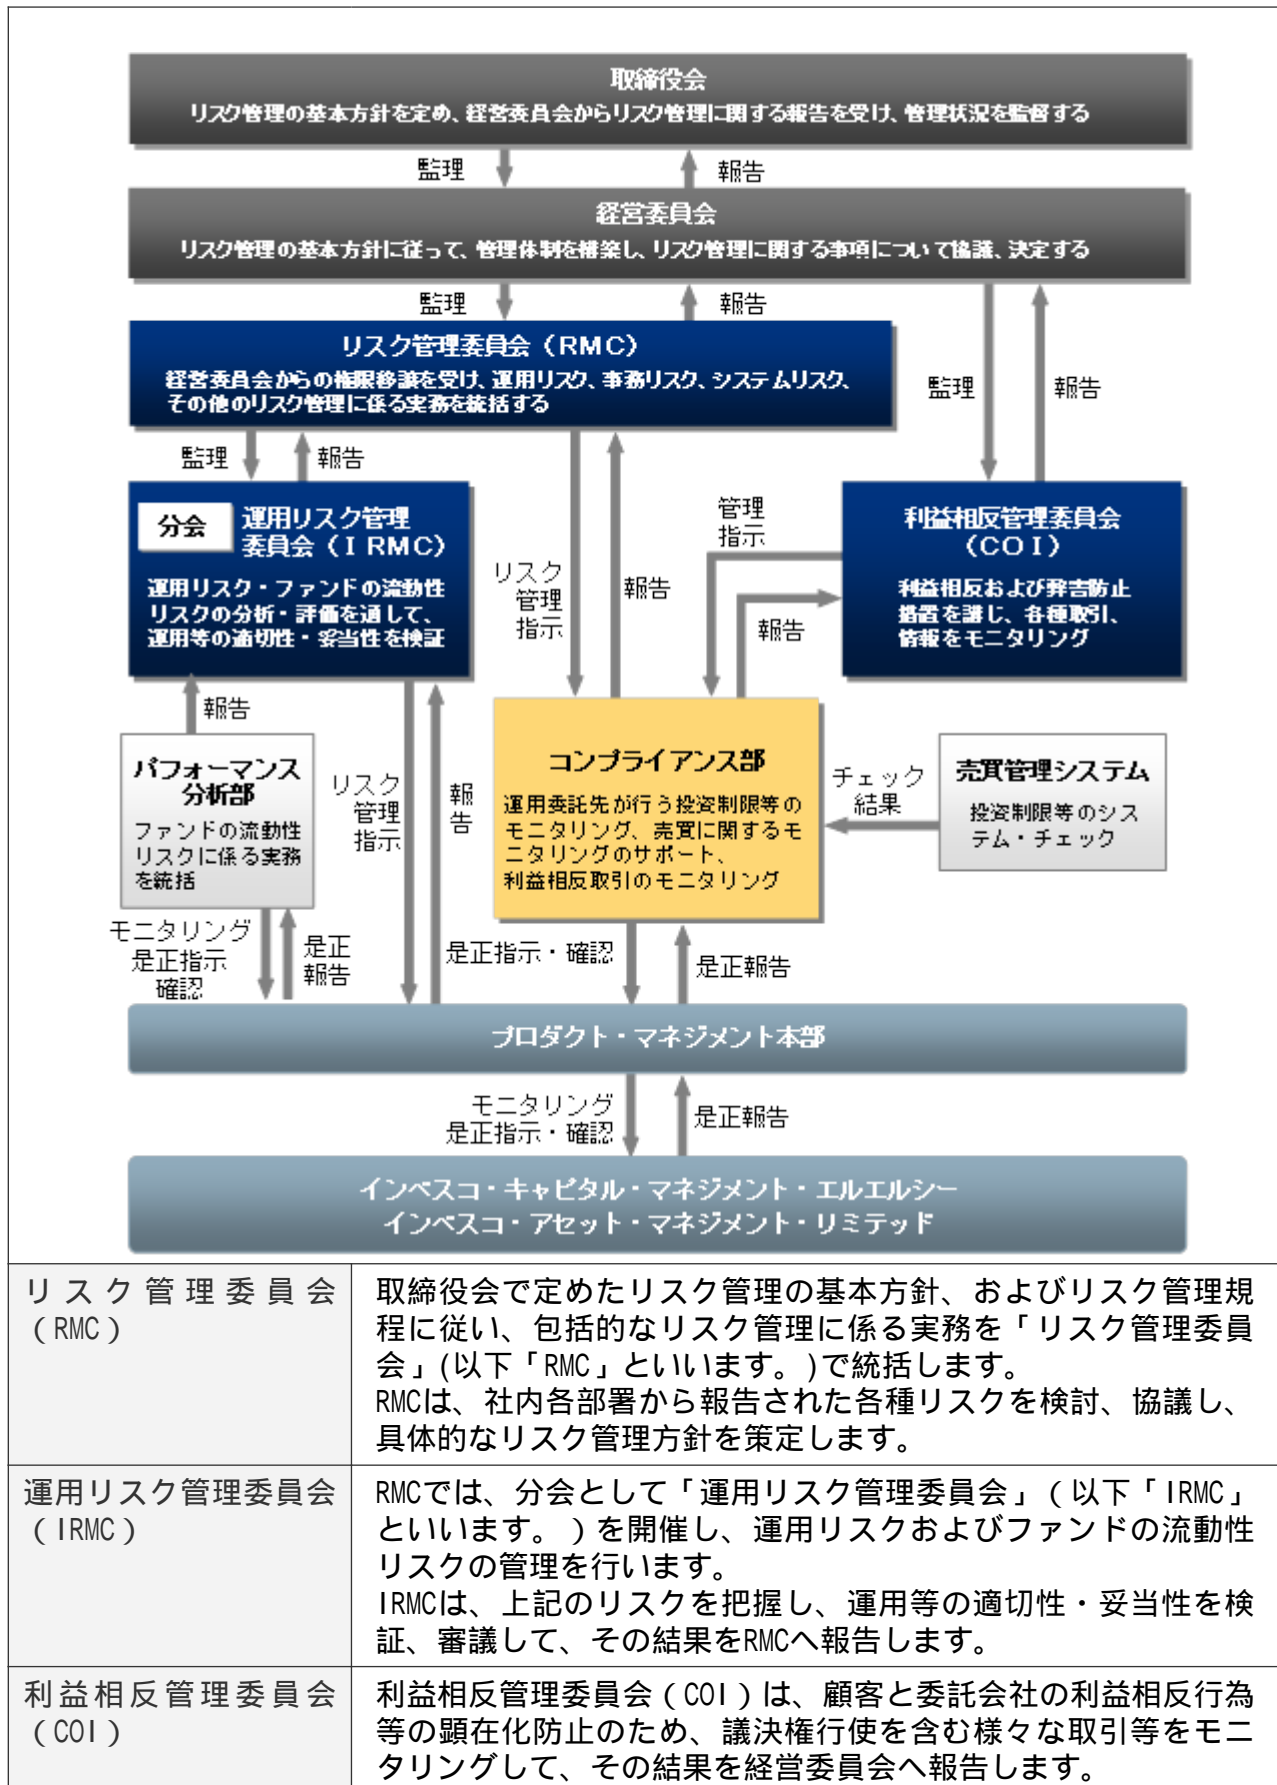 取締役会
リスク管理の基本方針を定め、経営委員会からリスク管理に関する報告を受け、管理状況を監督する
監理
報告
経営委員会
リスク管理の基本方針に従って、管理体制を構築し、リスク管理に関する事項について協議、決定する
監理
報告
リスク管理委員会（RMC）
経営委員会からの権限移譲を受け、運用リスク、事務リスク、システムリスク、
その他のリスク管理に係る実務を統括する
監理
報告
監理
報告
分会
運用リスク管理
委員会（IRMC）
運用リスク・ファンドの流動性
リスクの分析・評価を通して、
運用等の適切性・妥当性を検証
リスク
管理
指示
報告
管理
指示
報告
利益相反管理委員会
（COI）
利益相反および弊害防止
措置を講じ、各種取引、
情報をモニタリング
報告
パフォーマンス
分析部
ファンドの流動性
リスクに係る実務
を統括
リスク
管理
指示
報
告
コンプライアンス部
運用委託先が行う投資制限等の
モニタリング、売買に関するモ
ニタリングのサポート、
利益相反取引のモニタリング
チェック
結果
売買管理システム
投資制限等のシス
テム・チェック
モニタリング
是正指示
確認
是正
報告
是正指示・確認
是正報告
プロダクト・マネジメント本部
モニタリング
是正指示・確認
是正報告
インベスコ・キャピタル・マネジメント・エルエルシー
インベスコ・アセット・マネジメント・リミテッド
リスク管理委員会
（RMC）
取締役会で定めたリスク管理の基本方針、およびリスク管理規
程に従い、包括的なリスク管理に係る実務を「リスク管理委員
会」(以下「RMC」といいます。)で統括します。
RMCは、社内各部署から報告された各種リスクを検討、協議し、
具体的なリスク管理方針を策定します。
運用リスク管理委員会
（IRMC）
RMCでは、分会として「運用リスク管理委員会」（以下「IRMC」
といいます。）を開催し、運用リスクおよびファンドの流動性
リスクの管理を行います。
IRMCは、上記のリスクを把握し、運用等の適切性・妥当性を検
証、審議して、その結果をRMCへ報告します。
利益相反管理委員会
（COI）
利益相反管理委員会（COI）は、顧客と委託会社の利益相反行為
等の顕在化防止のため、議決権行使を含む様々な取引等をモニ
タリングして、その結果を経営委員会へ報告します。